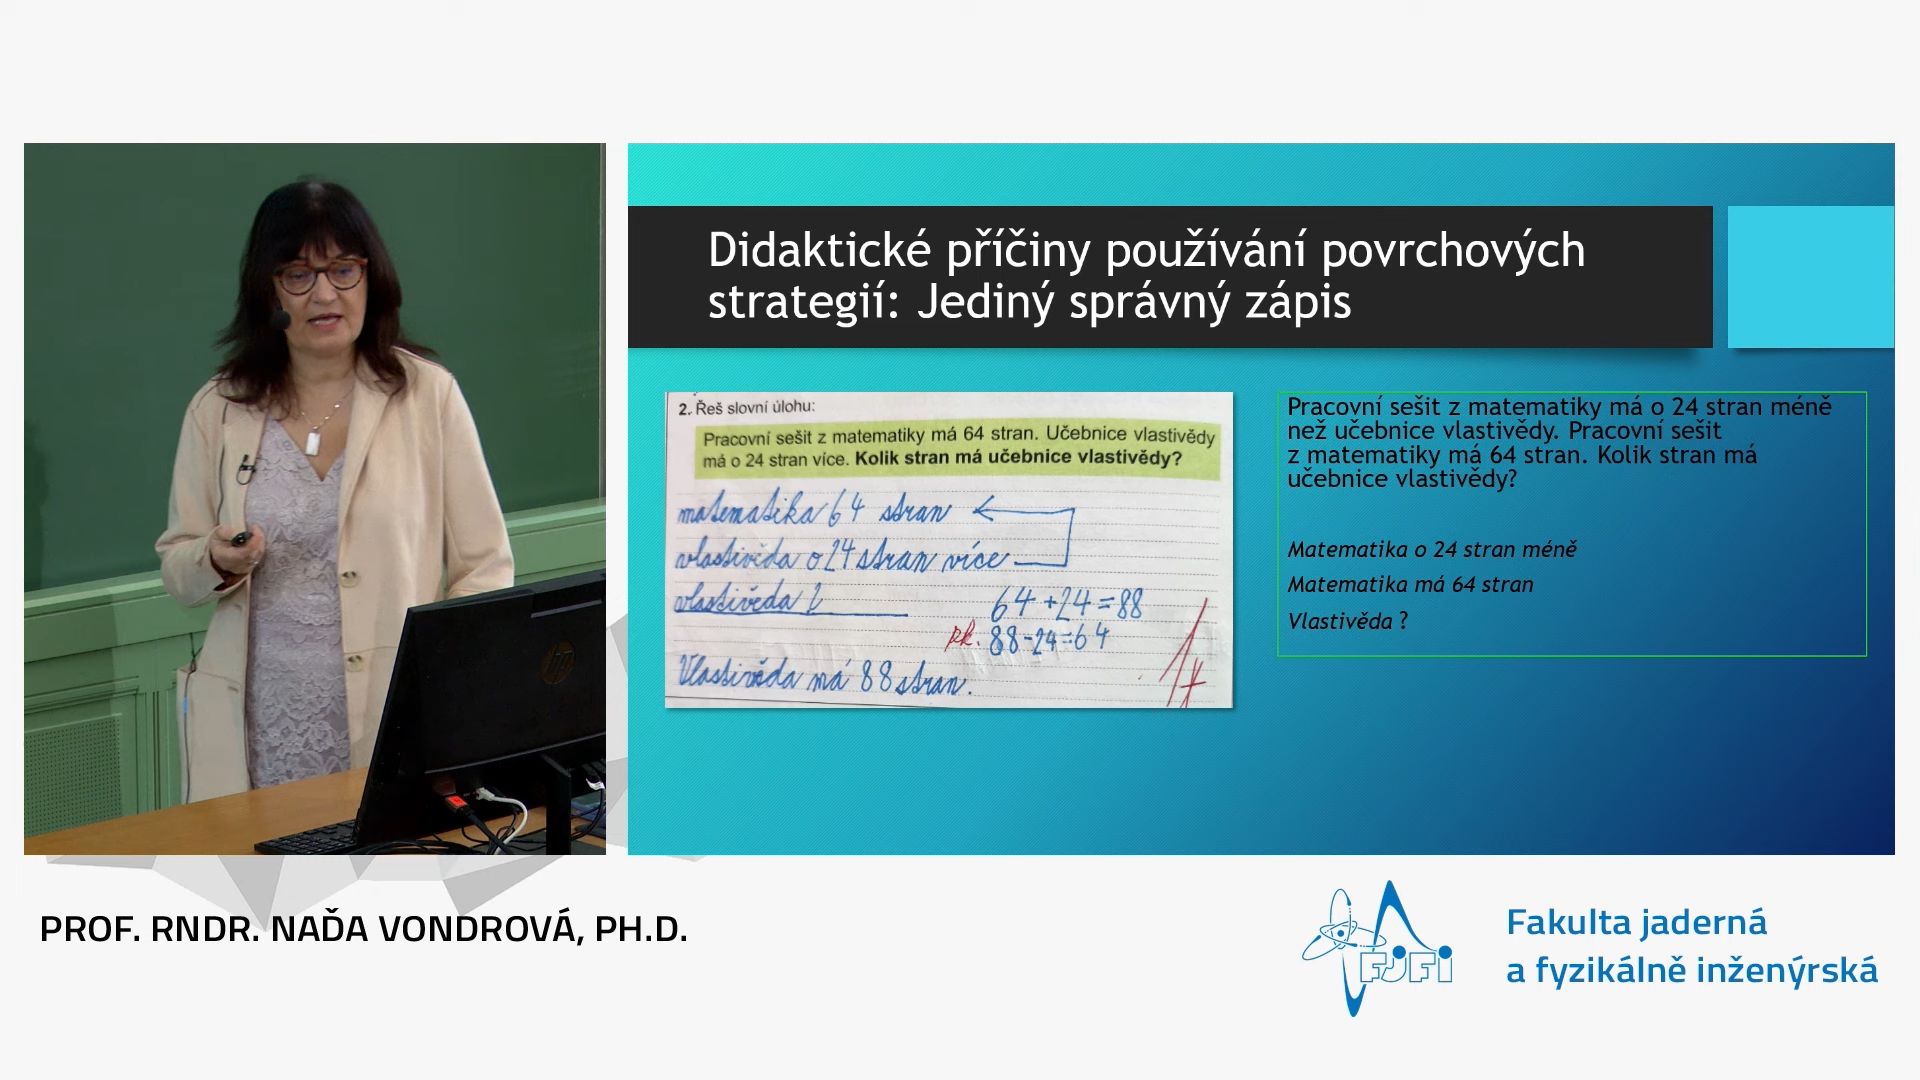 Didaktické příčiny používání povrchových
strategií: Jediný správný zápis
2. Řeš slovní úlohu:
Pracovní sešit z matematiky má 64 stran. Učebnice vlastivědy
má o 24 stran více. Kolik stran má učebnice vlastivědy?
matematika 64 stran
vlastivěda o 24 stran více
vlastivěda ?
64+24=88
pk. 88-24=64
Vlastivěda má 88 stran.
Pracovní sešit z matematiky má o 24 stran méně
než učebnice vlastivědy. Pracovní sešit
z matematiky má 64 stran. Kolik stran má
učebnice vlastivědy?
Matematika o 24 stran méně
Matematika má 64 stran
Vlastivěda ?
hp
PROF. RNDR. NAĎA VONDROVÁ, PH.D.
FJFI
Fakulta jaderná
a fyzikálně inženýrská